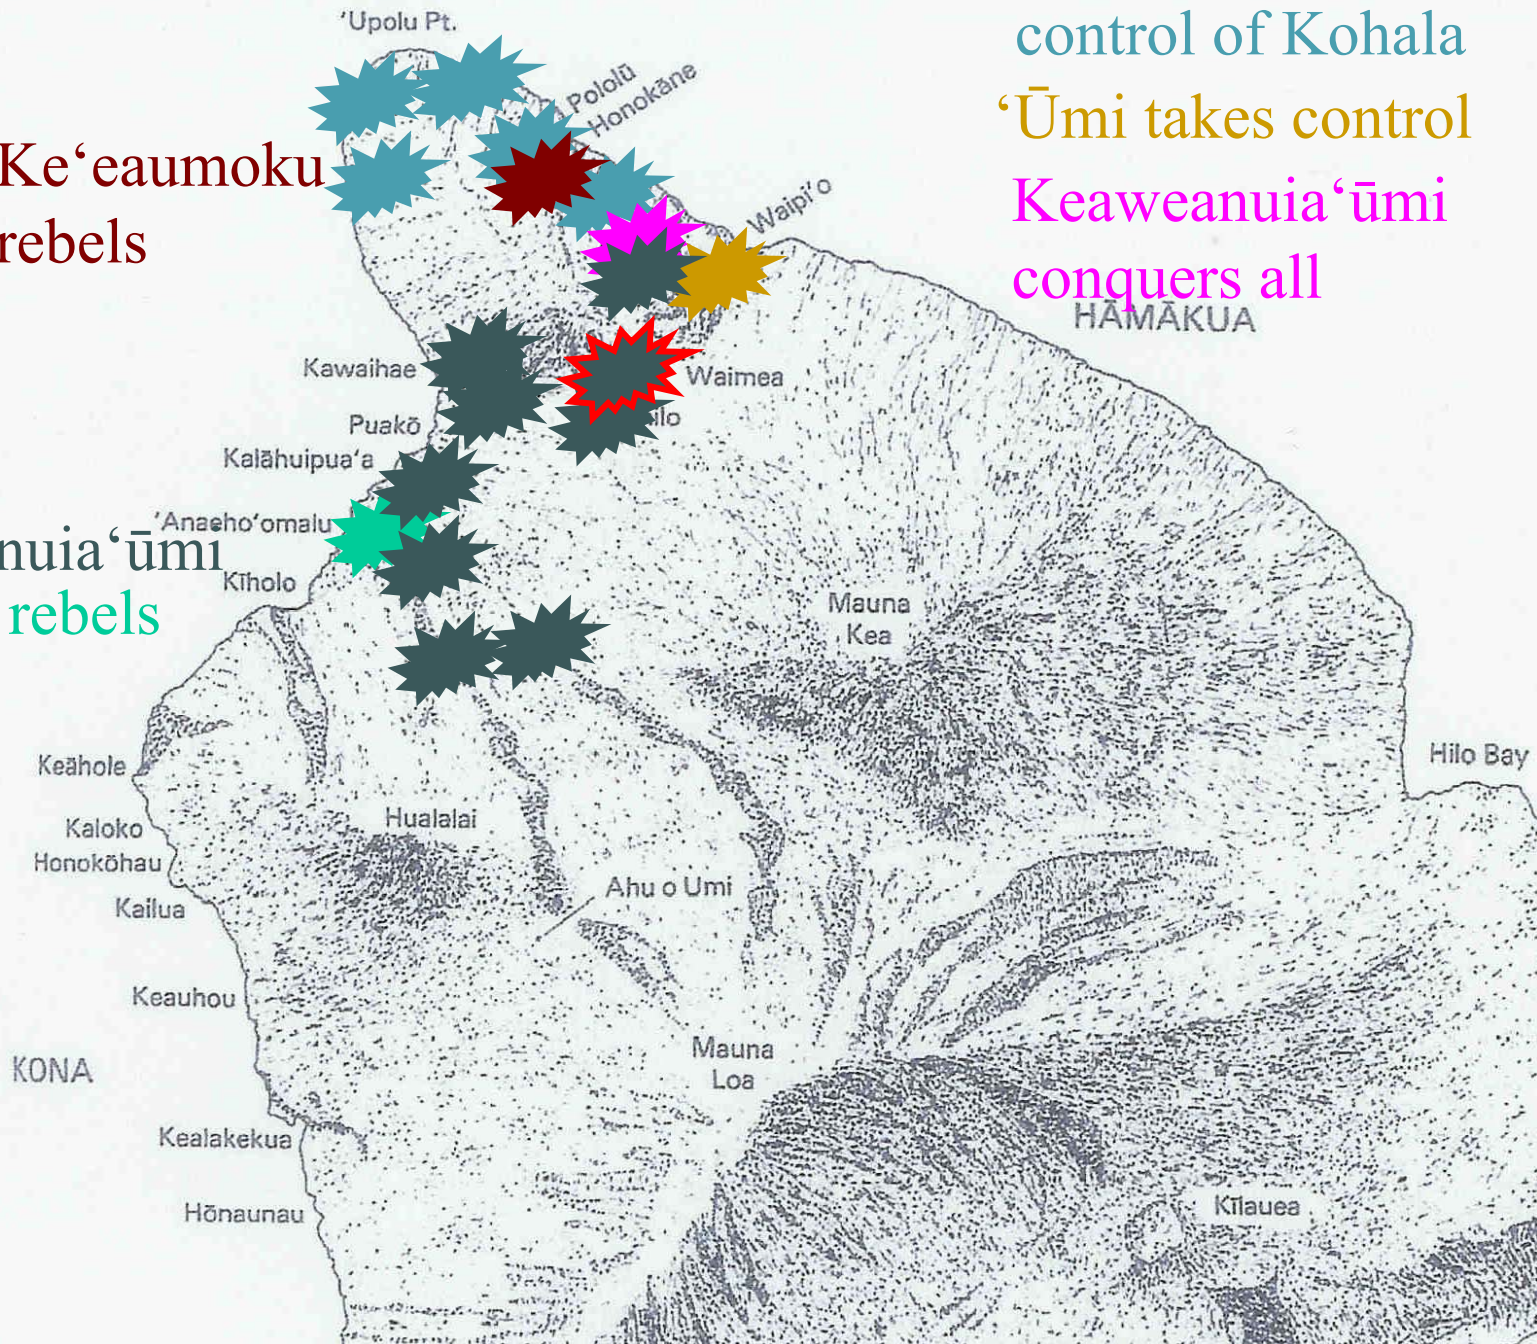 ʻUpolu Pt.
control of Kohala
Pololū
Honokāne
ʻŪmi takes control
Keʻeaumoku
rebels
Waipiʻo
Keaweanuiaʻūmi
conquers all
HĀMĀKUA
Kawaihae
Waimea
Puakō
ilo
Kalāhuipuaʻa
ʻAnaehoʻomalu
nuiaʻūmi
Kīholo
rebels
Mauna
Kea
Hilo Bay
Keāhole
Hualalai
Kaloko
Honokōhau
Ahu o Umi
Kailua
Keauhou
Mauna
Loa
KONA
Kealakekua
Kīlauea
Hōnaunau